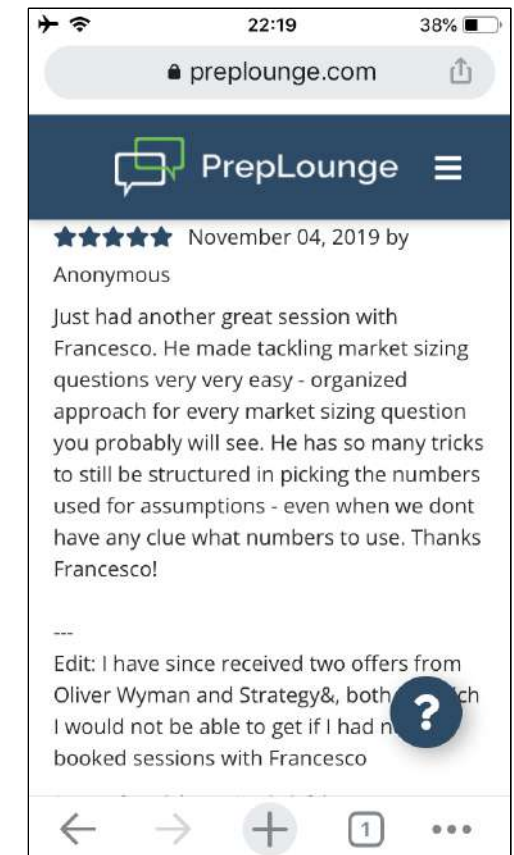 22:19
38%
preplounge.com
PrepLounge
November 04, 2019 by
Anonymous
Just had another great session with
Francesco. He made tackling market sizing
questions very very easy - organized
approach for every market sizing question
you probably will see. He has so many tricks
to still be structured in picking the numbers
used for assumptions - even when we dont
have any clue what numbers to use. Thanks
Francesco!
---
Edit: I have since received two offers from
Oliver Wyman and Strategy&, both
?
I would not be able to get if I had
booked sessions with Francesco
1